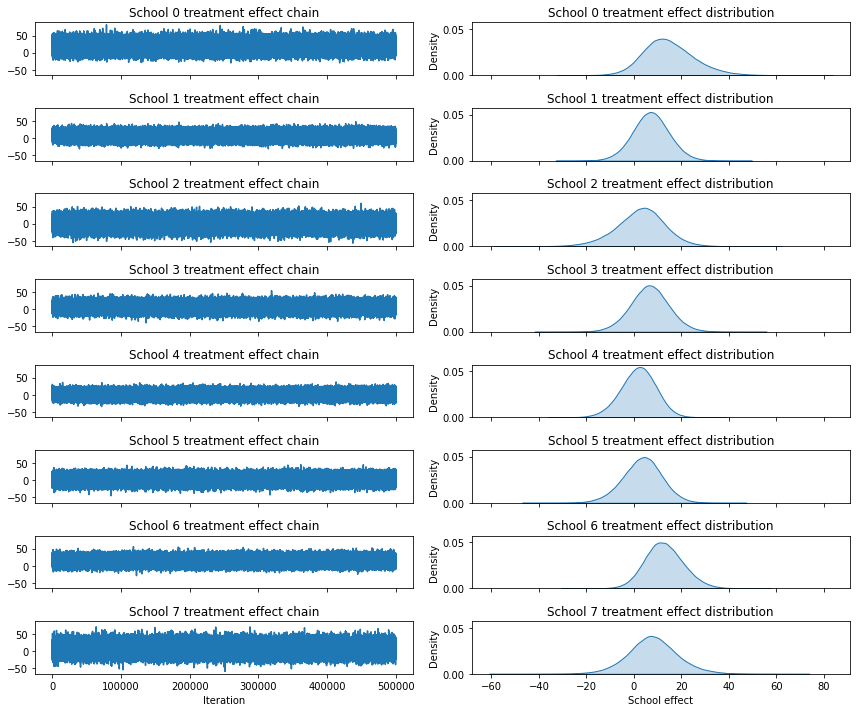 School 0 treatment effect chain
50
0
−50
School 0 treatment effect distribution
Density
0.05
0.00
School 1 treatment effect chain
50
0
−50
School 1 treatment effect distribution
Density
0.05
0.00
School 2 treatment effect chain
50
0
−50
School 2 treatment effect distribution
Density
0.05
0.00
School 3 treatment effect chain
50
0
−50
School 3 treatment effect distribution
Density
0.05
0.00
School 4 treatment effect chain
50
0
−50
School 4 treatment effect distribution
Density
0.05
0.00
School 5 treatment effect chain
50
0
−50
School 5 treatment effect distribution
Density
0.05
0.00
School 6 treatment effect chain
50
0
−50
School 6 treatment effect distribution
Density
0.05
0.00
School 7 treatment effect chain
50
0
−50
0 100000 200000 300000 400000 500000
Iteration
School 7 treatment effect distribution
Density
0.05
0.00
−60 −40 −20 0 20 40 60 80
School effect